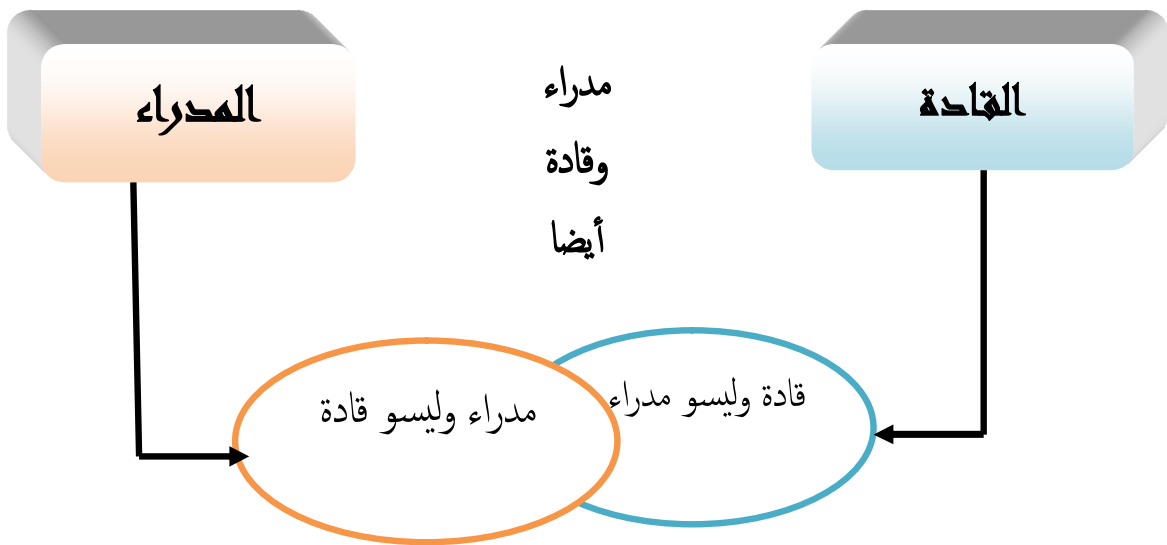 القادة
المدراء
مدراء
وقادة
أيضا
قادة وليسو مدراء
مدراء وليسو قادة